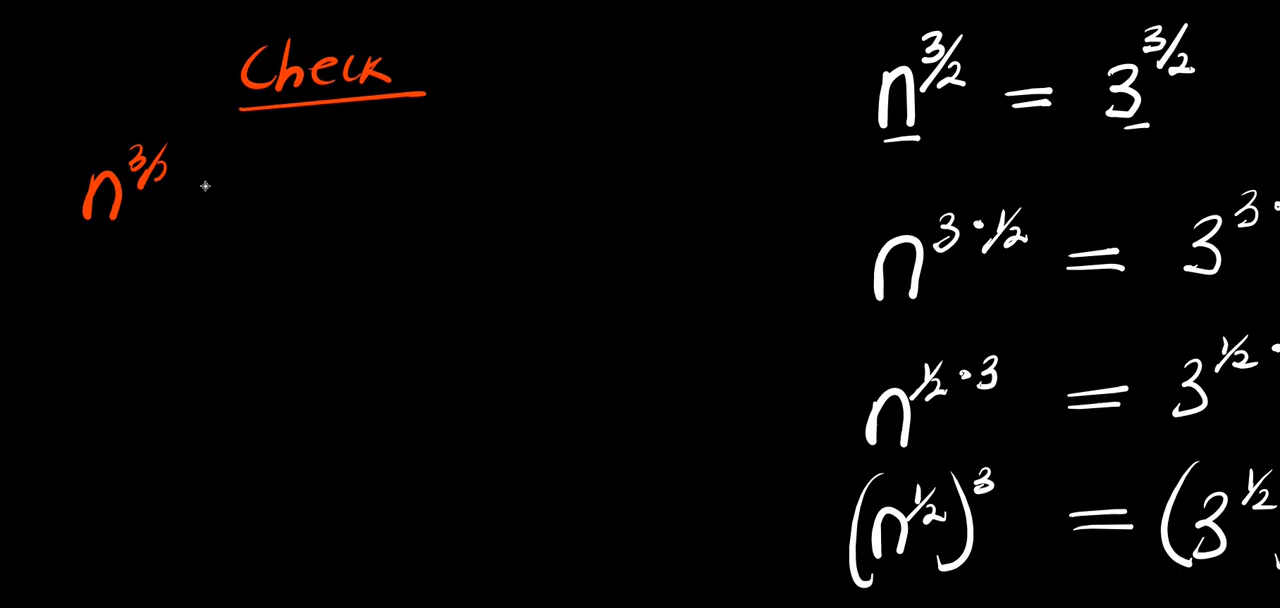 Check
n^3/2
n^3/2 = 3^3/2
n^3·1/2 = 3^3·
n^1/2·3 = 3^1/2·
(n^1/2)^3 = (3^1/2